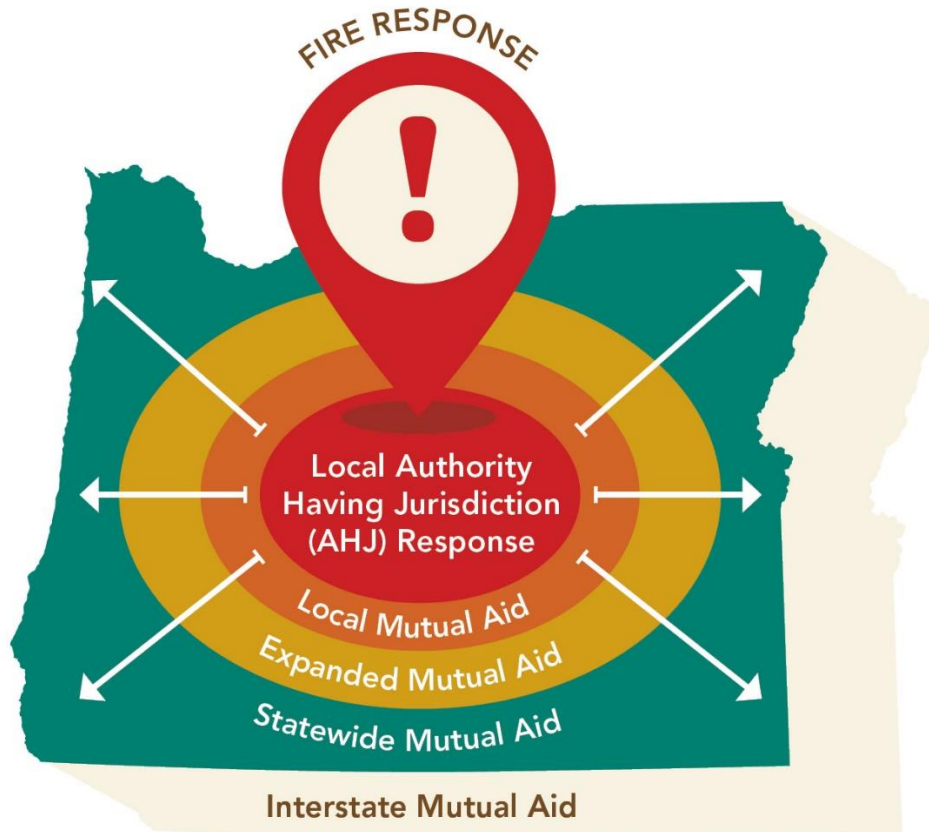 FIRE RESPONSE
!
Local Authority
Having Jurisdiction
(AHJ) Response
Local Mutual Aid
Expanded Mutual Aid
Statewide Mutual Aid
Interstate Mutual Aid